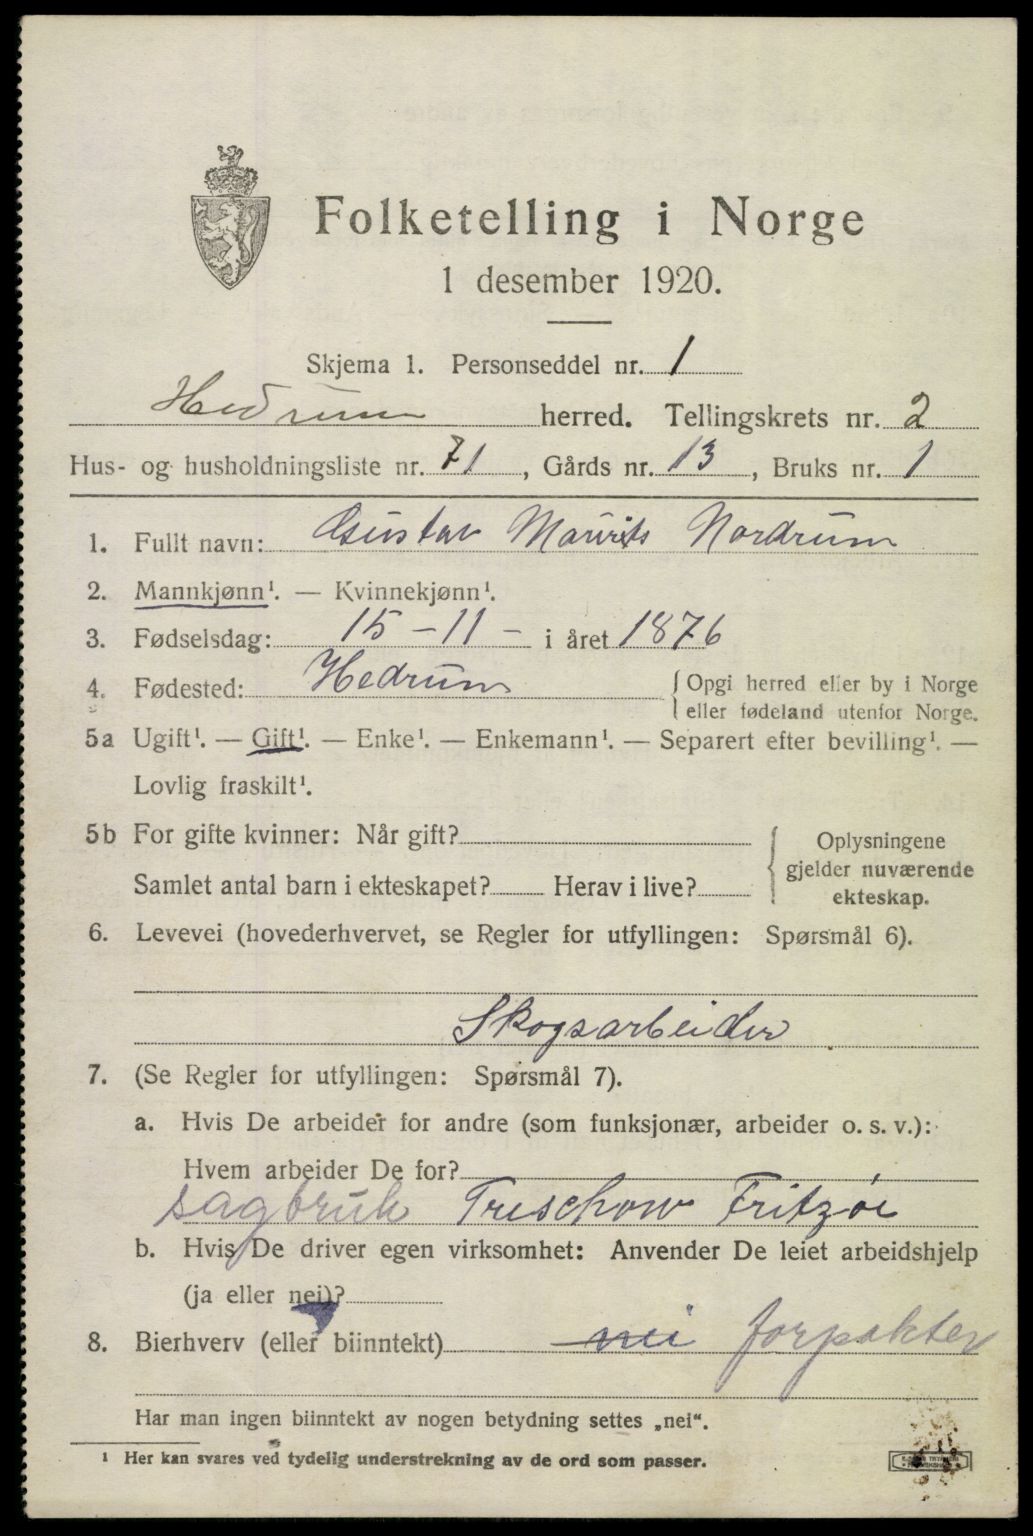 Folketelling i Norge
1 desember 1920.
Skjema 1. Personseddel nr. 1
Hedrum herred. Tellingskrets nr. 2
Hus- og husholdningsliste nr. 71, Gårds nr. 13, Bruks nr. 1
1. Fullt navn: Gustav Maurits Nordrum
2. Mannkjønn¹. — Kvinnekjønn¹.
3. Fødselsdag: 15 - 11 - i året 1876
4. Fødested: Hedrum { Opgi herred eller by i Norge
eller fødeland utenfor Norge.
5a Ugift¹. — Gift¹. — Enke¹. — Enkemann¹. — Separert efter bevilling¹. —
Lovlig fraskilt¹.
5b For gifte kvinner: Når gift?
Samlet antal barn i ekteskapet? Herav i live?
{ Oplysningene
gjelder nuværende
ekteskap.
6. Levevei (hovederhvervet, se Regler for utfyllingen: Spørsmål 6).
Skogsarbeider
7. (Se Regler for utfyllingen: Spørsmål 7).
a. Hvis De arbeider for andre (som funksjonær, arbeider o. s. v.):
Hvem arbeider De for?
sagbruk Treschow Fritzøe
b. Hvis De driver egen virksomhet: Anvender De leiet arbeidshjelp
(ja eller nei)?
8. Bierhverv (eller biinntekt) nei forpakter
Har man ingen biinntekt av nogen betydning settes „nei“.
¹ Her kan svares ved tydelig understrekning av de ord som passer.